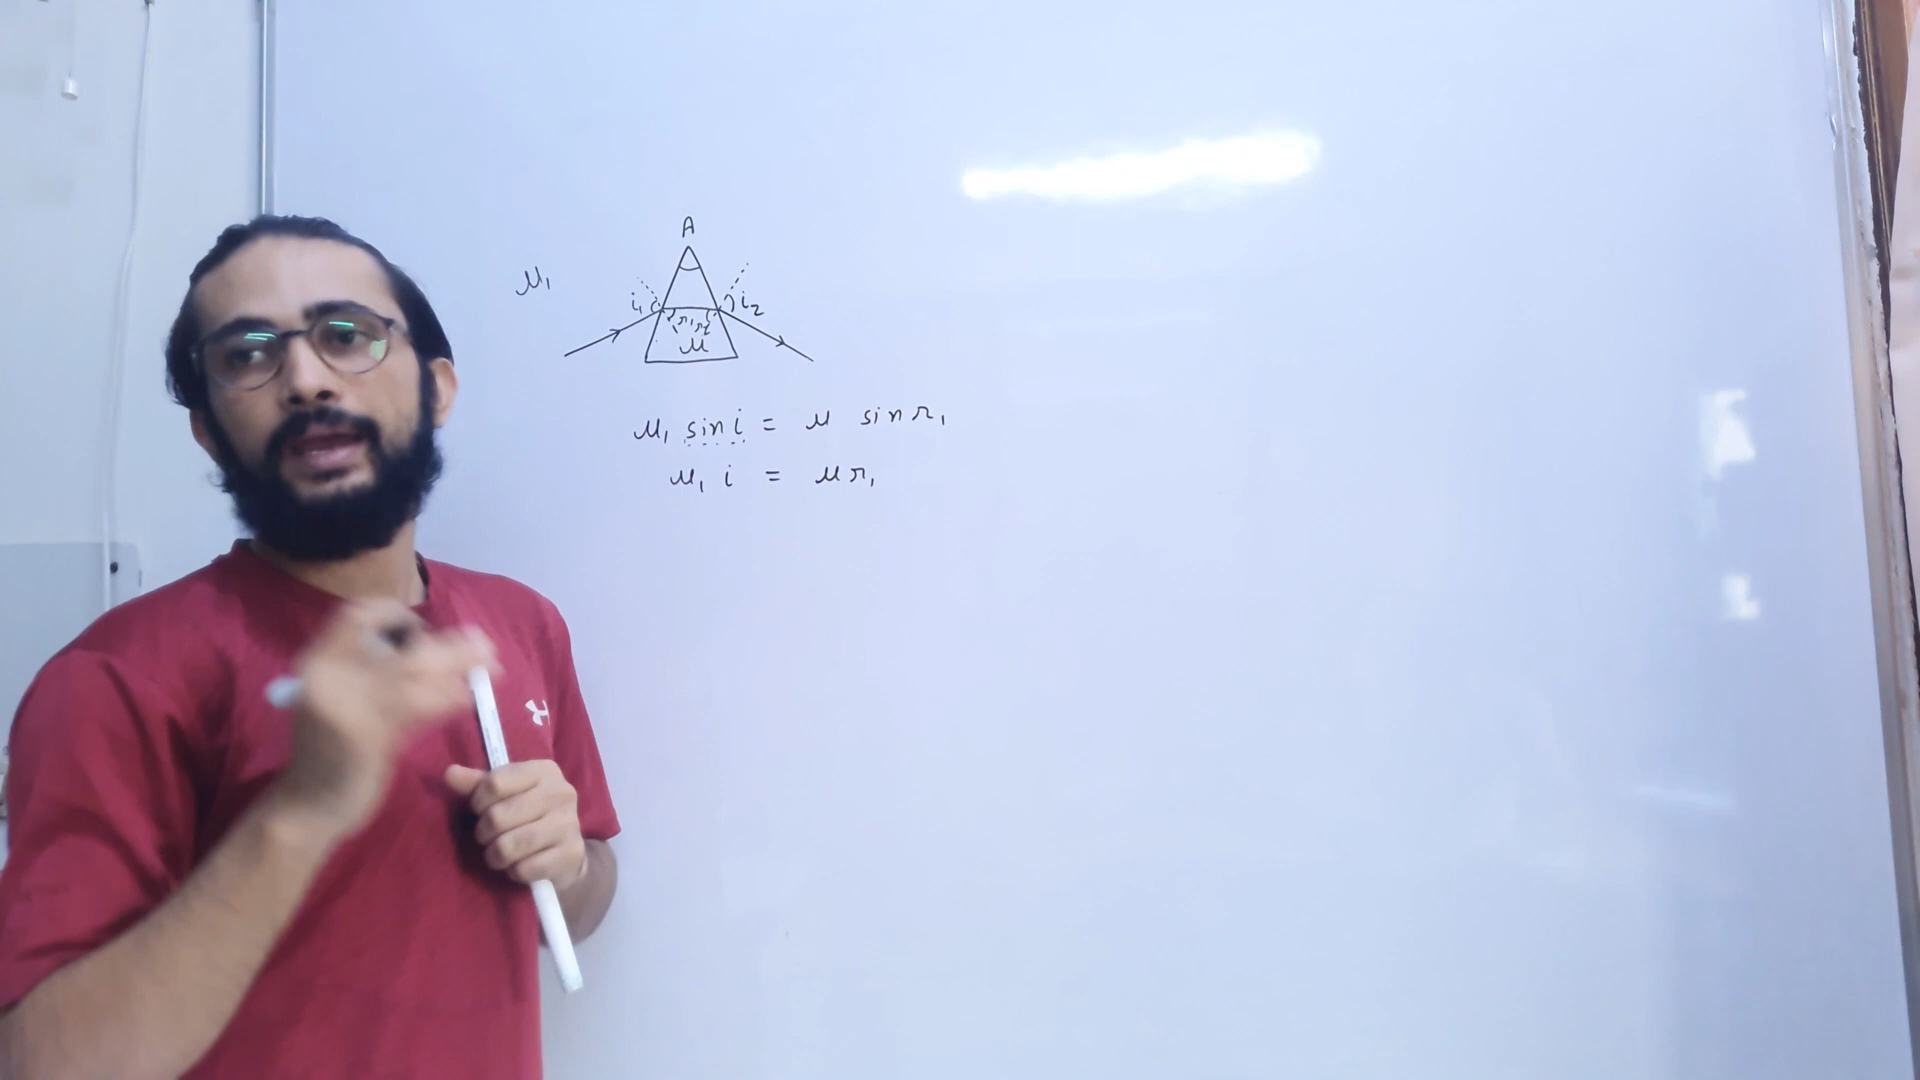 A
μ₁
i₁ i₂
r₁ r₂
μ
μ₁ sin i = μ sin r₁
μ₁ i = μ r₁